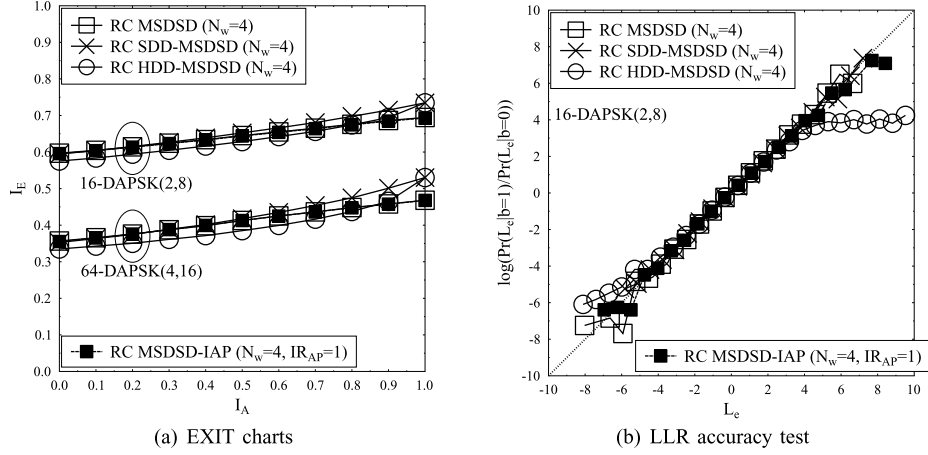 1.0
0.9
0.8
0.7
0.6
0.5
0.4
0.3
0.2
0.1
0.0
I_E
RC MSDSD (N_w=4)
RC SDD-MSDSD (N_w=4)
RC HDD-MSDSD (N_w=4)
16-DAPSK(2,8)
64-DAPSK(4,16)
RC MSDSD-IAP (N_w=4, IR_AP=1)
0.0 0.1 0.2 0.3 0.4 0.5 0.6 0.7 0.8 0.9 1.0
I_A
(a) EXIT charts
10
8
6
4
2
0
-2
-4
-6
-8
-10
log(Pr(L_e|b=1)/Pr(L_e|b=0))
RC MSDSD (N_w=4)
RC SDD-MSDSD (N_w=4)
RC HDD-MSDSD (N_w=4)
16-DAPSK(2,8)
RC MSDSD-IAP (N_w=4, IR_AP=1)
-10 -8 -6 -4 -2 0 2 4 6 8 10
L_e
(b) LLR accuracy test